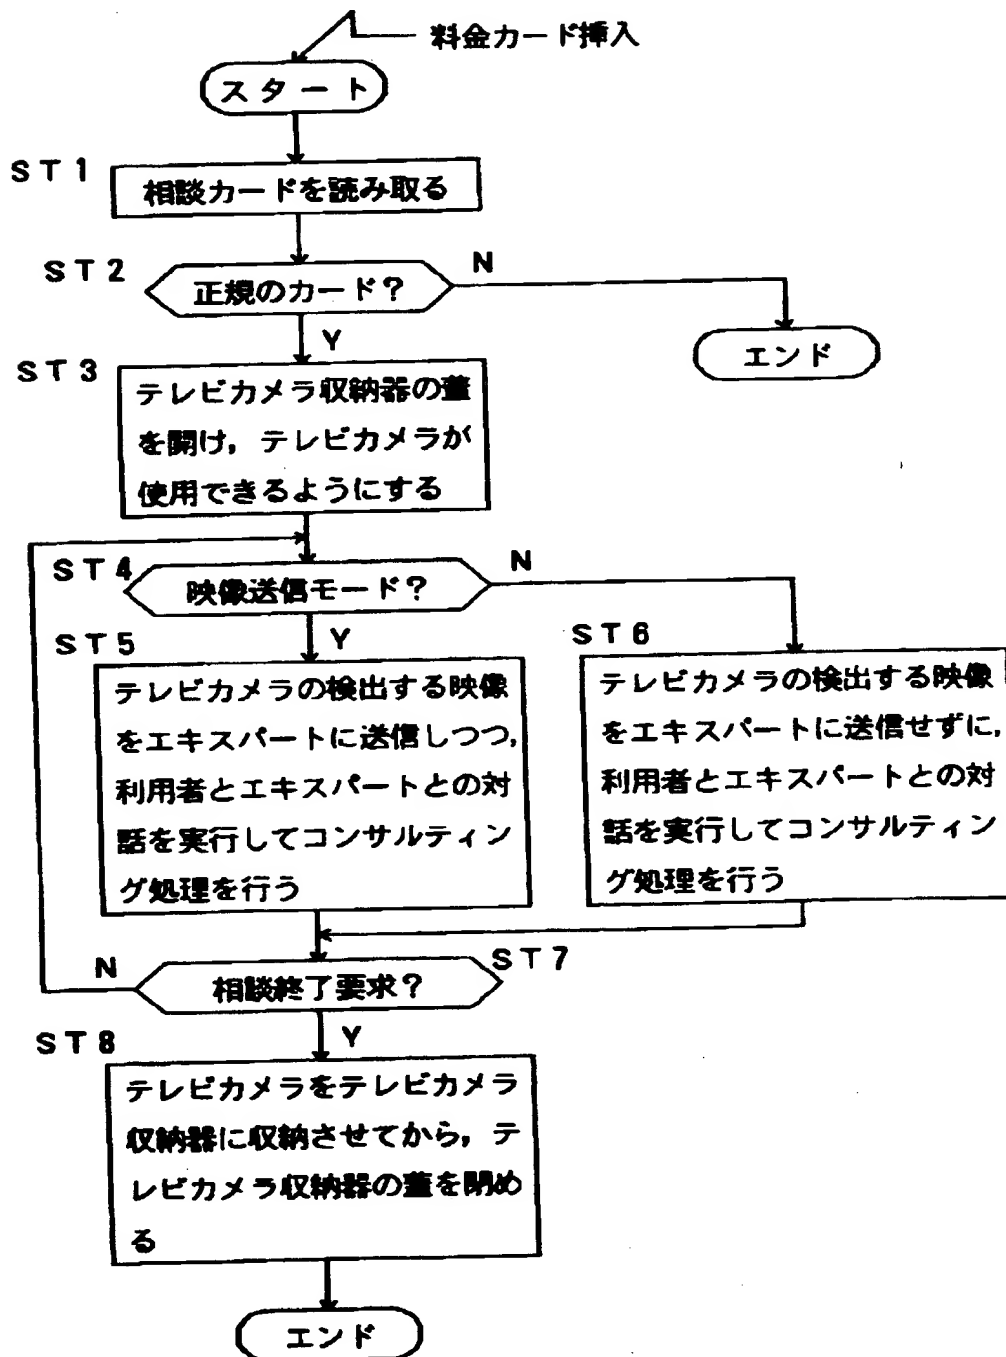 料金カード挿入
スタート
ST1
相談カードを読み取る
ST2
正規のカード?
N
Y
エンド
ST3
テレビカメラ収納器の蓋
を開け,テレビカメラが
使用できるようにする
ST4
映像送信モード?
N
Y
ST5
テレビカメラの検出する映像
をエキスパートに送信しつつ,
利用者とエキスパートとの対
話を実行してコンサルティン
グ処理を行う
ST6
テレビカメラの検出する映像
をエキスパートに送信せずに,
利用者とエキスパートとの対
話を実行してコンサルティン
グ処理を行う
ST7
相談終了要求?
N
Y
ST8
テレビカメラをテレビカメラ
収納器に収納させてから,テ
レビカメラ収納器の蓋を閉め
る
エンド